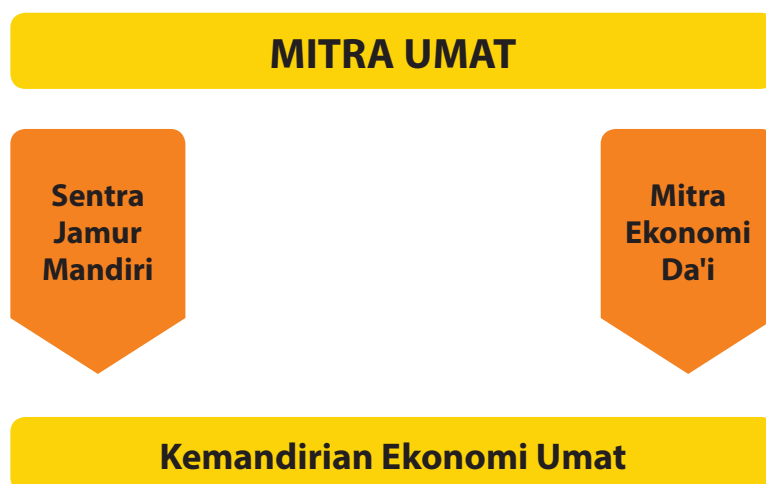 MITRA UMAT
Sentra
Jamur
Mandiri
Mitra
Ekonomi
Da'i
Kemandirian Ekonomi Umat